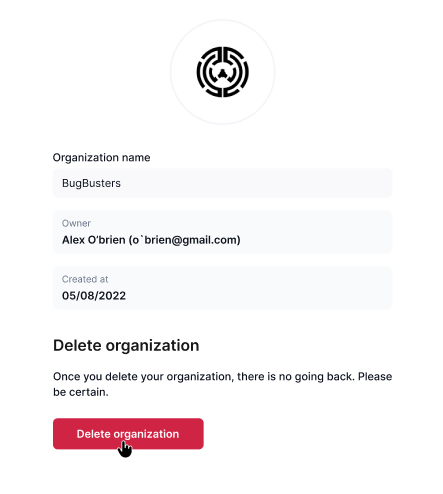 Organization name
BugBusters
Owner
Alex O’brien (o`brien@gmail.com)
Created at
05/08/2022
Delete organization
Once you delete your organization, there is no going back. Please
be certain.
Delete organization